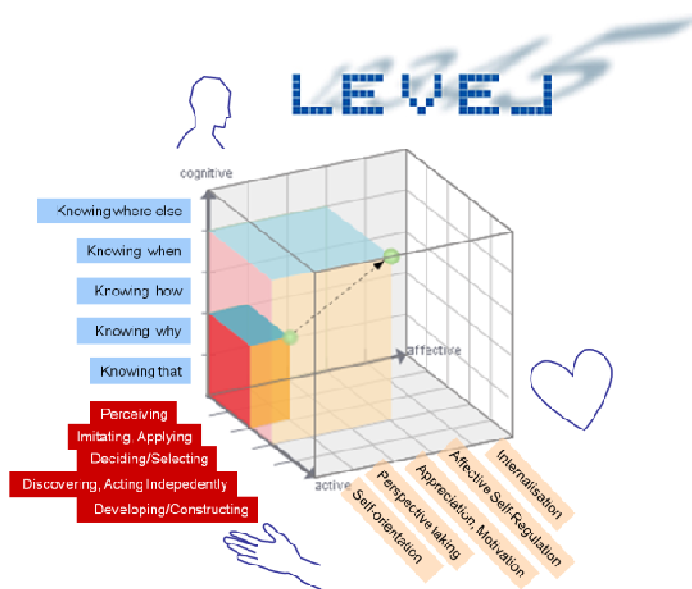 LEVEL5
cognitive
Knowing where else
Knowing when
Knowing how
Knowing why
Knowing that
affective
Perceiving
Imitating, Applying
Deciding/Selecting
Discovering, Acting Indepedently
Developing/Constructing
active
Self-orientation
Perspective taking
Appreciation, Motivation
Affective Self-Regulation
Internalisation